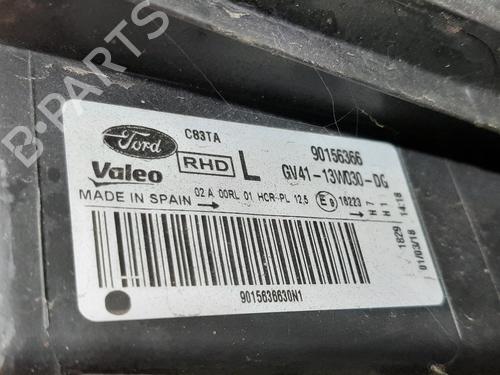 B-PARTS
Ford
C83TA
90156366
Valeo
RHD
L
GV41-13W030-DG
MADE IN SPAIN
02 A 00RL 01 HCR-PL 12,5
E9
18223
H7
H1
1829
14:18
01/03/18
9015636630N1